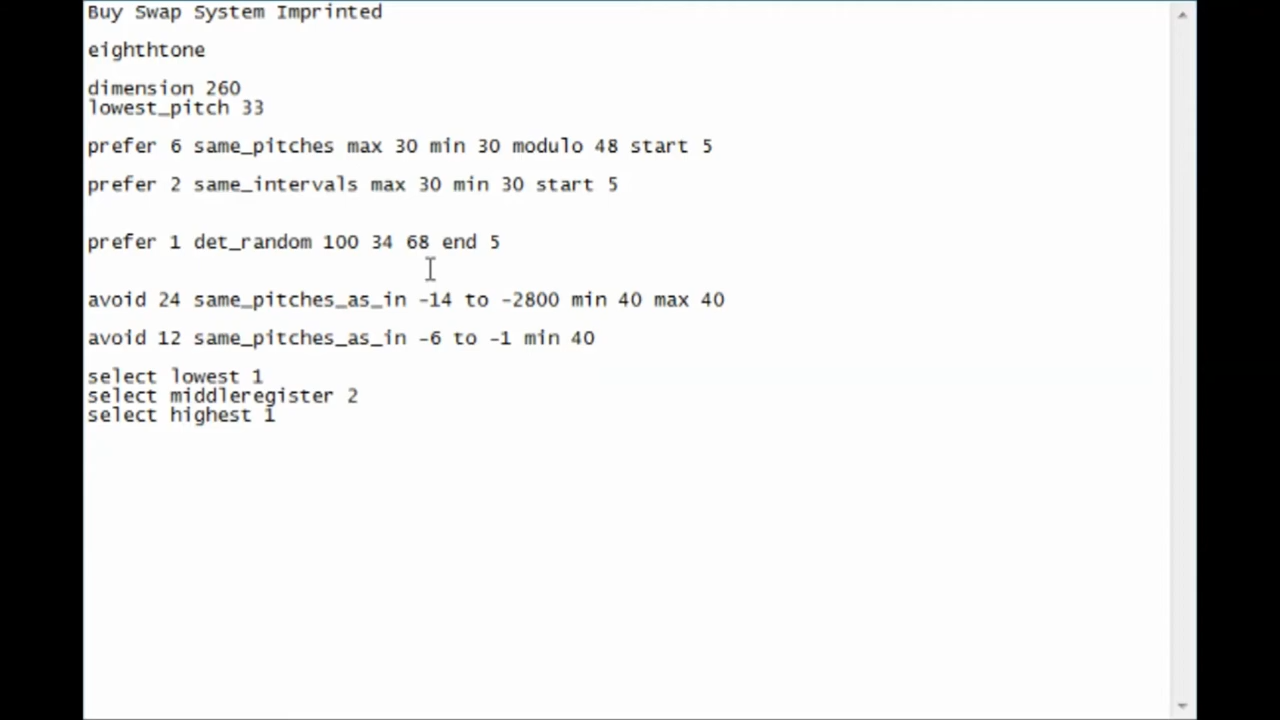 Buy Swap System Imprinted
eighthtone
dimension 260
lowest_pitch 33
prefer 6 same_pitches max 30 min 30 modulo 48 start 5
prefer 2 same_intervals max 30 min 30 start 5
prefer 1 det_random 100 34 68 end 5
avoid 24 same_pitches_as_in -14 to -2800 min 40 max 40
avoid 12 same_pitches_as_in -6 to -1 min 40
select lowest 1
select middleregister 2
select highest 1